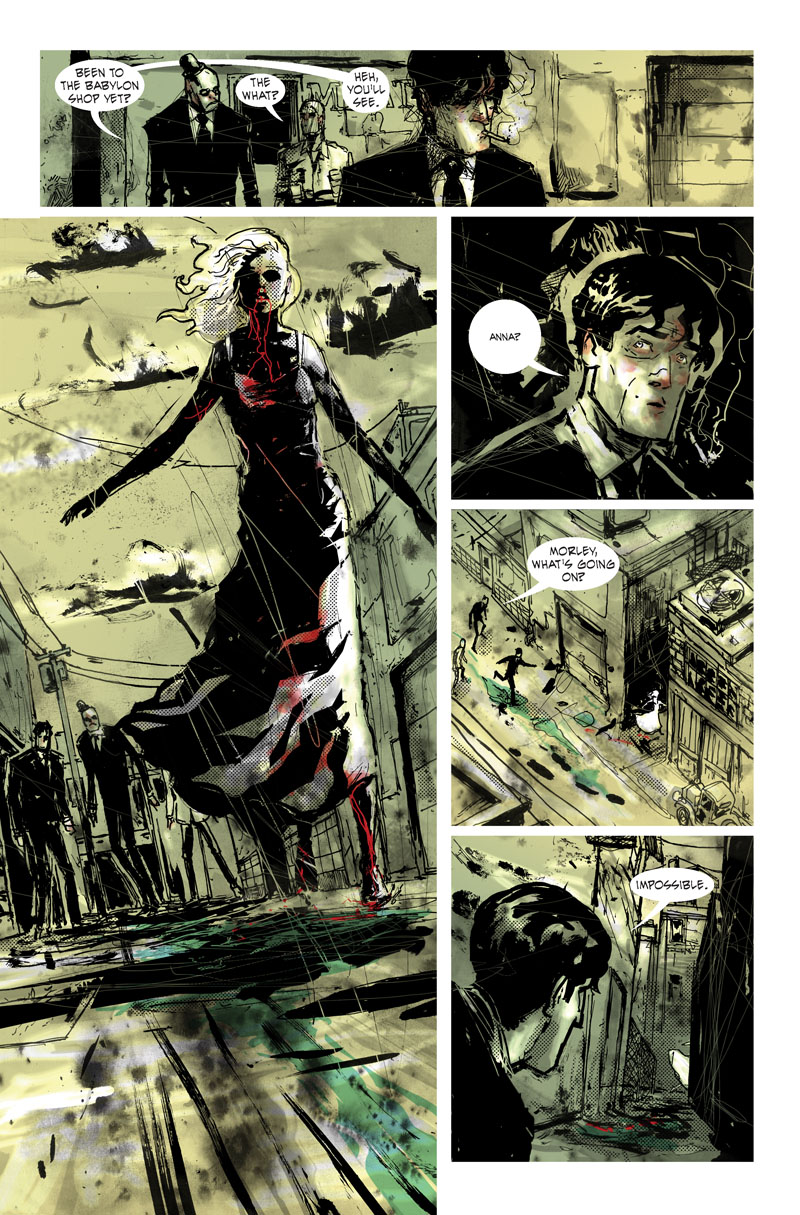 BEEN TO
THE BABYLON
SHOP YET?
THE
WHAT?
HEH,
YOU'LL
SEE.
ANNA?
MORLEY,
WHAT'S GOING
ON?
IMPOSSIBLE.